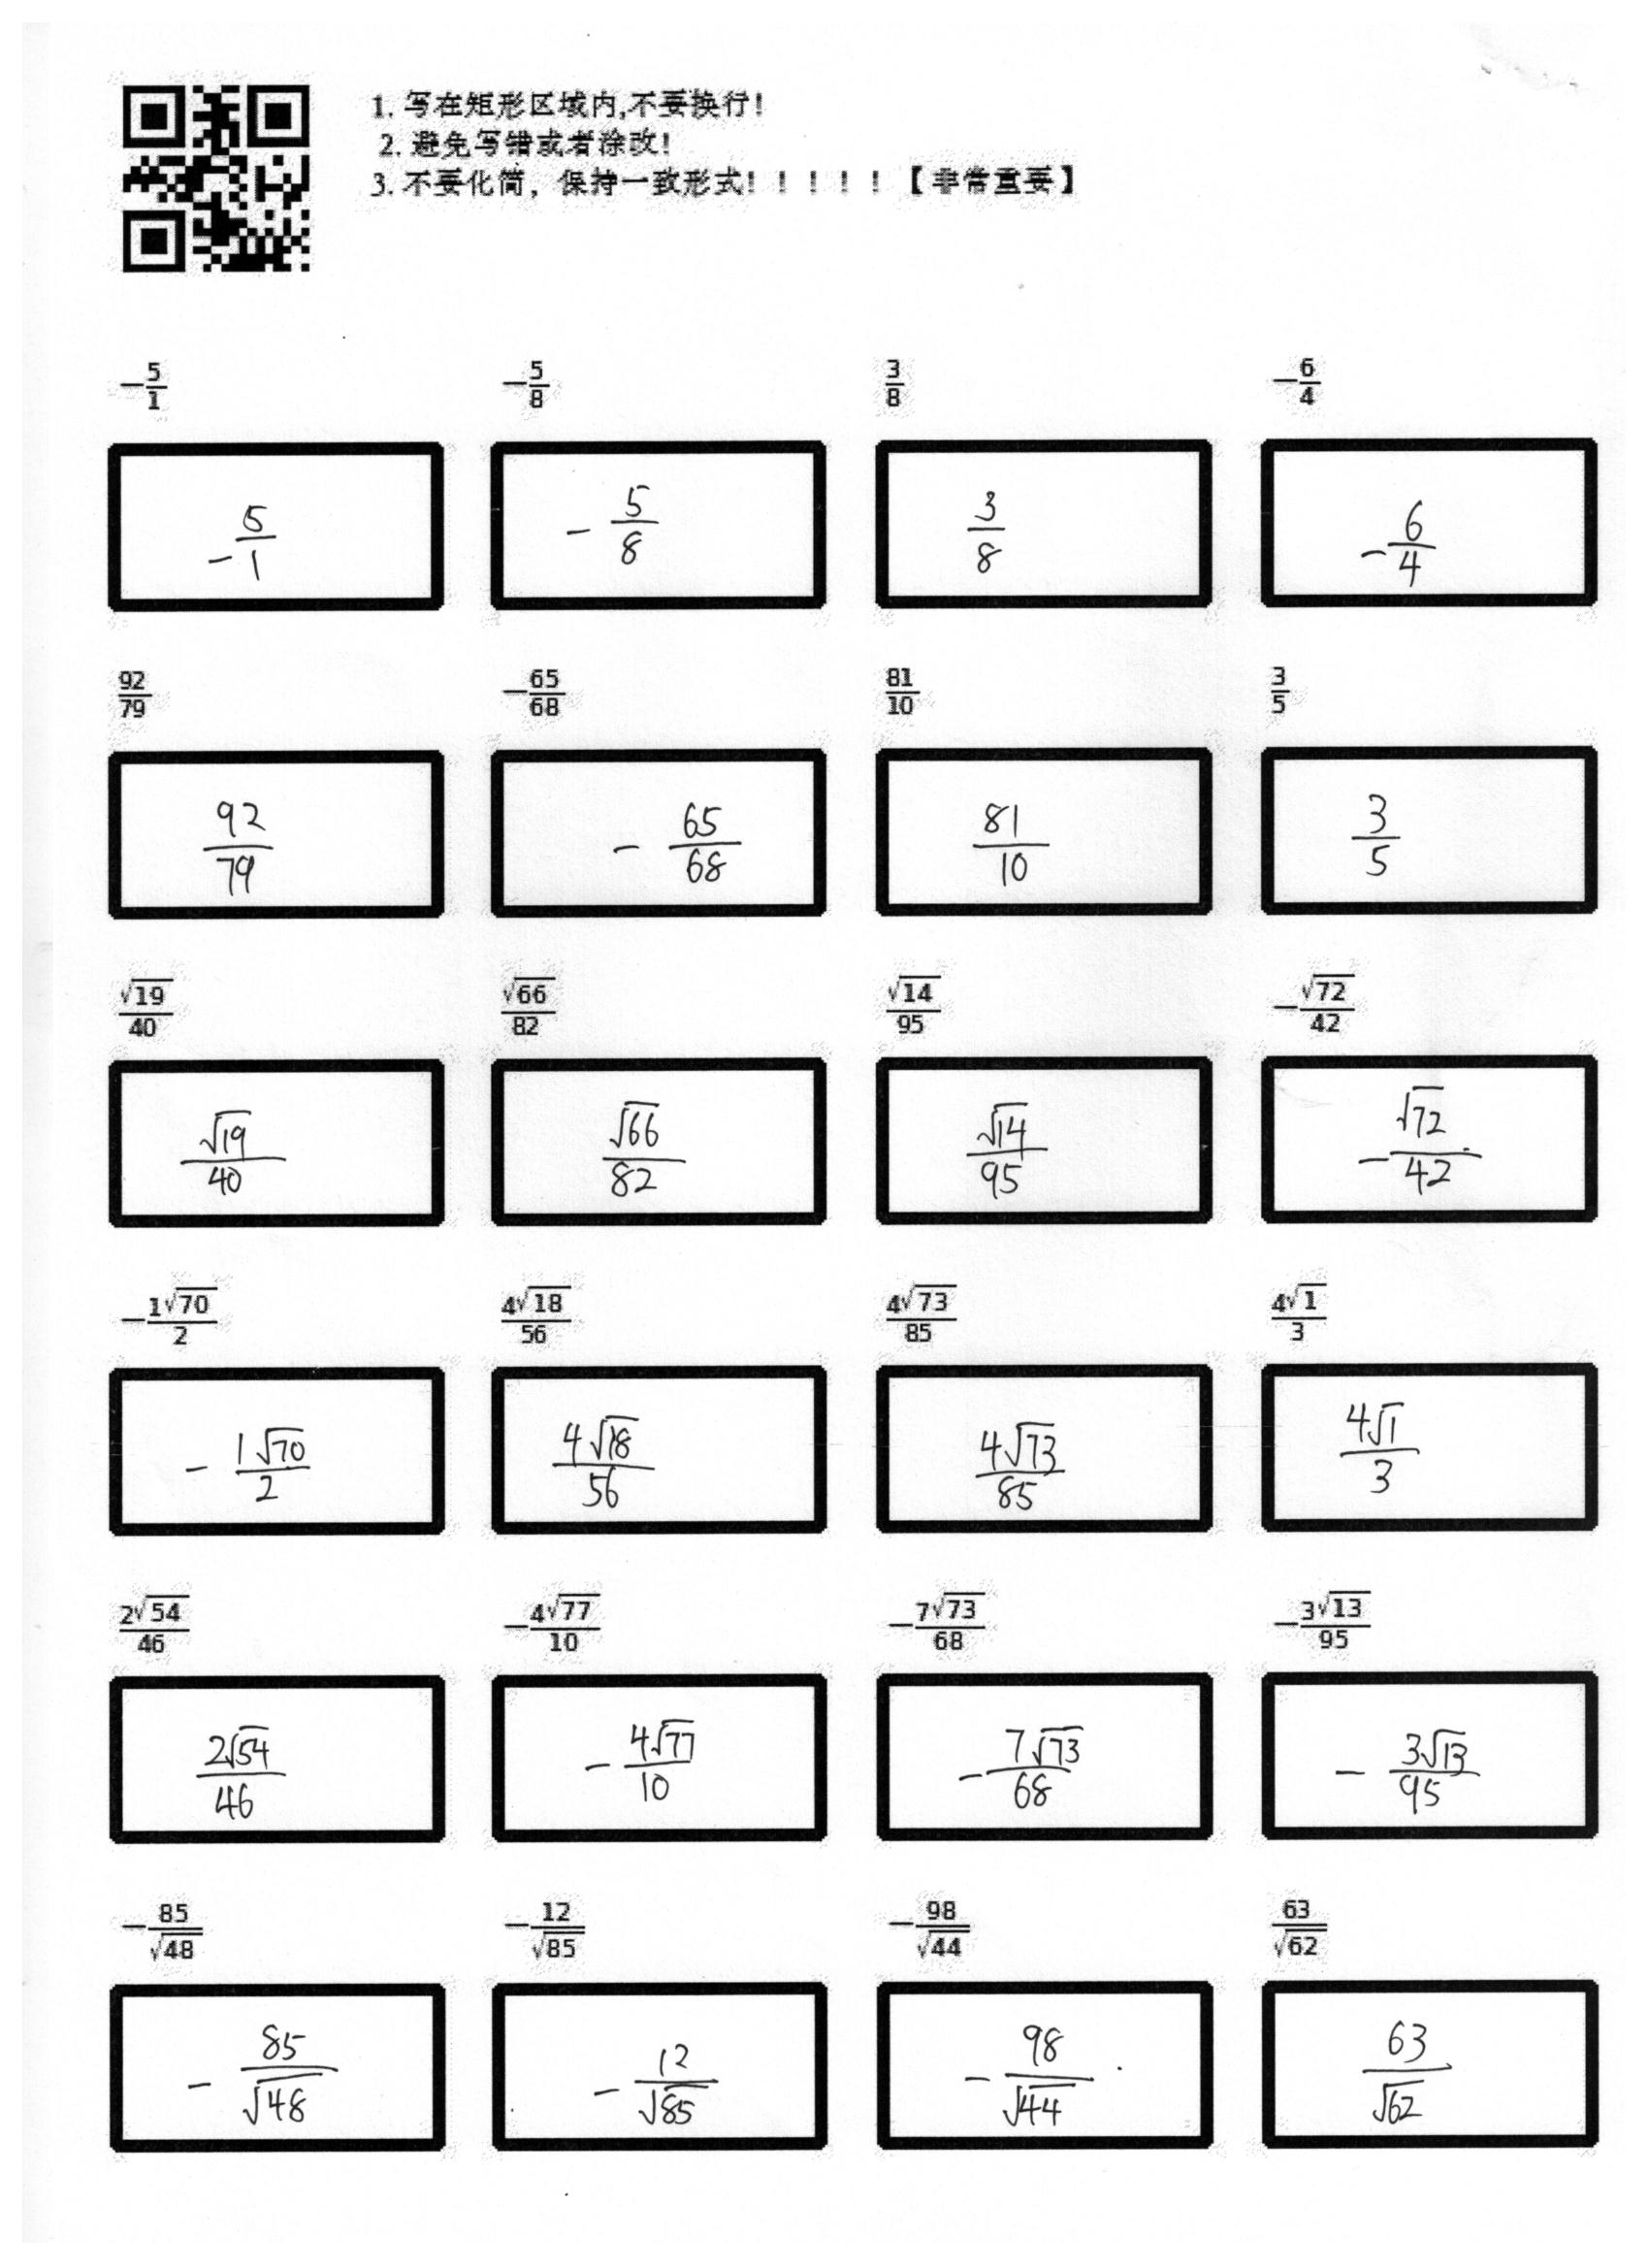 1. 写在矩形区域内,不要换行!
2. 避免写错或者涂改!
3. 不要化简，保持一致形式！！！！！【非常重要】
-\frac{5}{1} -\frac{5}{8} \frac{3}{8} -\frac{6}{4}
-\frac{5}{1} -\frac{5}{8} \frac{3}{8} -\frac{6}{4}
\frac{92}{79} -\frac{65}{68} \frac{81}{10} \frac{3}{5}
\frac{92}{79} -\frac{65}{68} \frac{81}{10} \frac{3}{5}
\frac{\sqrt{19}}{40} \frac{\sqrt{66}}{82} \frac{\sqrt{14}}{95} -\frac{\sqrt{72}}{42}
\frac{\sqrt{19}}{40} \frac{\sqrt{66}}{82} \frac{\sqrt{14}}{95} -\frac{\sqrt{72}}{42}
-\frac{1\sqrt{70}}{2} \frac{4\sqrt{18}}{56} \frac{4\sqrt{73}}{85} \frac{4\sqrt{1}}{3}
-\frac{1\sqrt{70}}{2} \frac{4\sqrt{18}}{56} \frac{4\sqrt{73}}{85} \frac{4\sqrt{1}}{3}
\frac{2\sqrt{54}}{46} -\frac{4\sqrt{77}}{10} -\frac{7\sqrt{73}}{68} -\frac{3\sqrt{13}}{95}
\frac{2\sqrt{54}}{46} -\frac{4\sqrt{77}}{10} -\frac{7\sqrt{73}}{68} -\frac{3\sqrt{13}}{95}
-\frac{85}{\sqrt{48}} -\frac{12}{\sqrt{85}} -\frac{98}{\sqrt{44}} \frac{63}{\sqrt{62}}
-\frac{85}{\sqrt{48}} -\frac{12}{\sqrt{85}} -\frac{98}{\sqrt{44}} \frac{63}{\sqrt{62}}